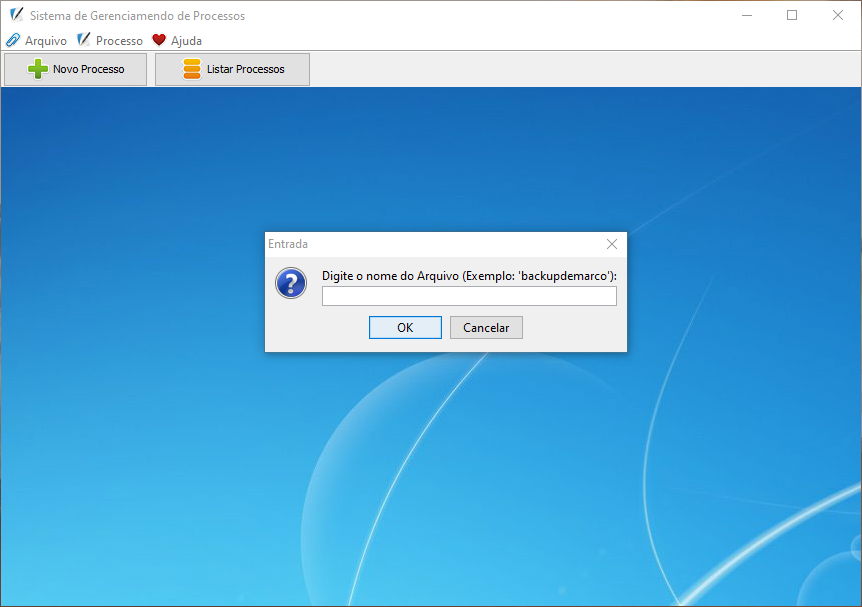 Sistema de Gerenciamendo de Processos
Arquivo Processo Ajuda
Novo Processo Listar Processos
Entrada
Digite o nome do Arquivo (Exemplo: 'backupdemarco'):
OK Cancelar